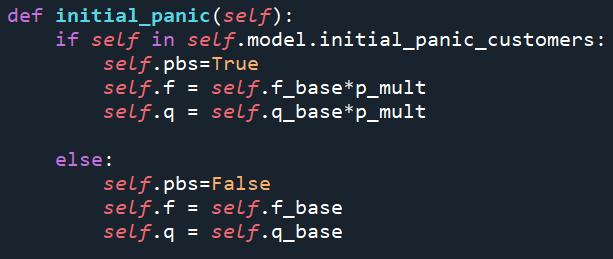 def initial_panic(self):
    if self in self.model.initial_panic_customers:
        self.pbs=True
        self.f = self.f_base*p_mult
        self.q = self.q_base*p_mult

    else:
        self.pbs=False
        self.f = self.f_base
        self.q = self.q_base